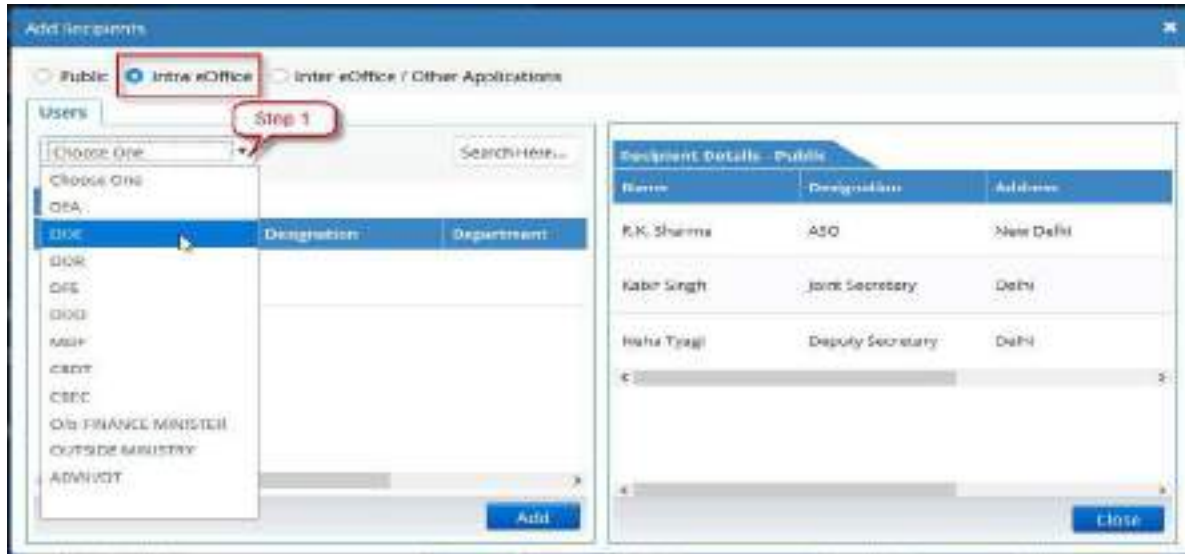 Add Recipients
Public Intra eOffice Inter eOffice / Other Applications
Users
Step 1
Choose One
Search Here...
Choose One
DEA
DOE
DOR
DFS
MOF
CBDT
CBEC
O/o FINANCE MINISTER
OUTSIDE MINISTRY
Designation Department
Add
Recipient Details Public
Name Designation Address
R.K. Sharma ASO New Delhi
Kabir Singh Joint Secretary Delhi
Neha Tyagi Deputy Secretary Delhi
Close